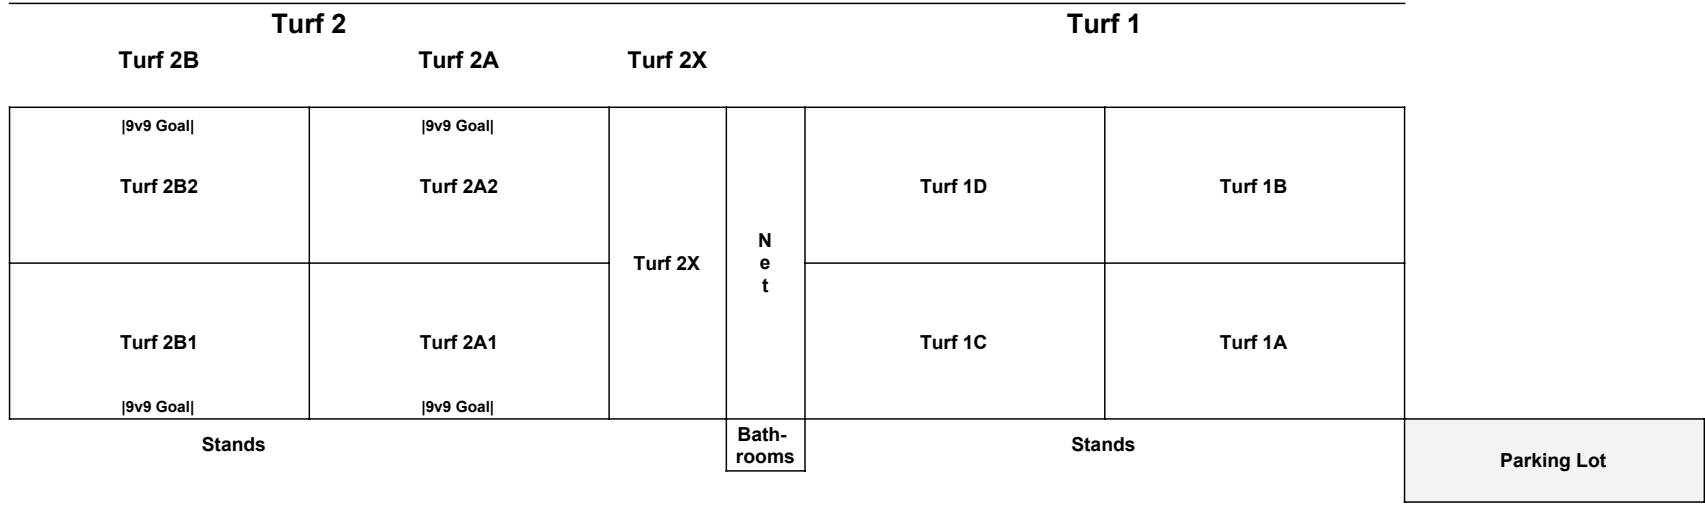 Turf 2
Turf 1
Turf 2B
Turf 2A
Turf 2X
|9v9 Goal|
|9v9 Goal|
Turf 2B2
Turf 2A2
Turf 1D
Turf 1B
Turf 2X
N
e
t
Turf 2B1
Turf 2A1
Turf 1C
Turf 1A
|9v9 Goal|
|9v9 Goal|
Stands
Bath-
rooms
Stands
Parking Lot